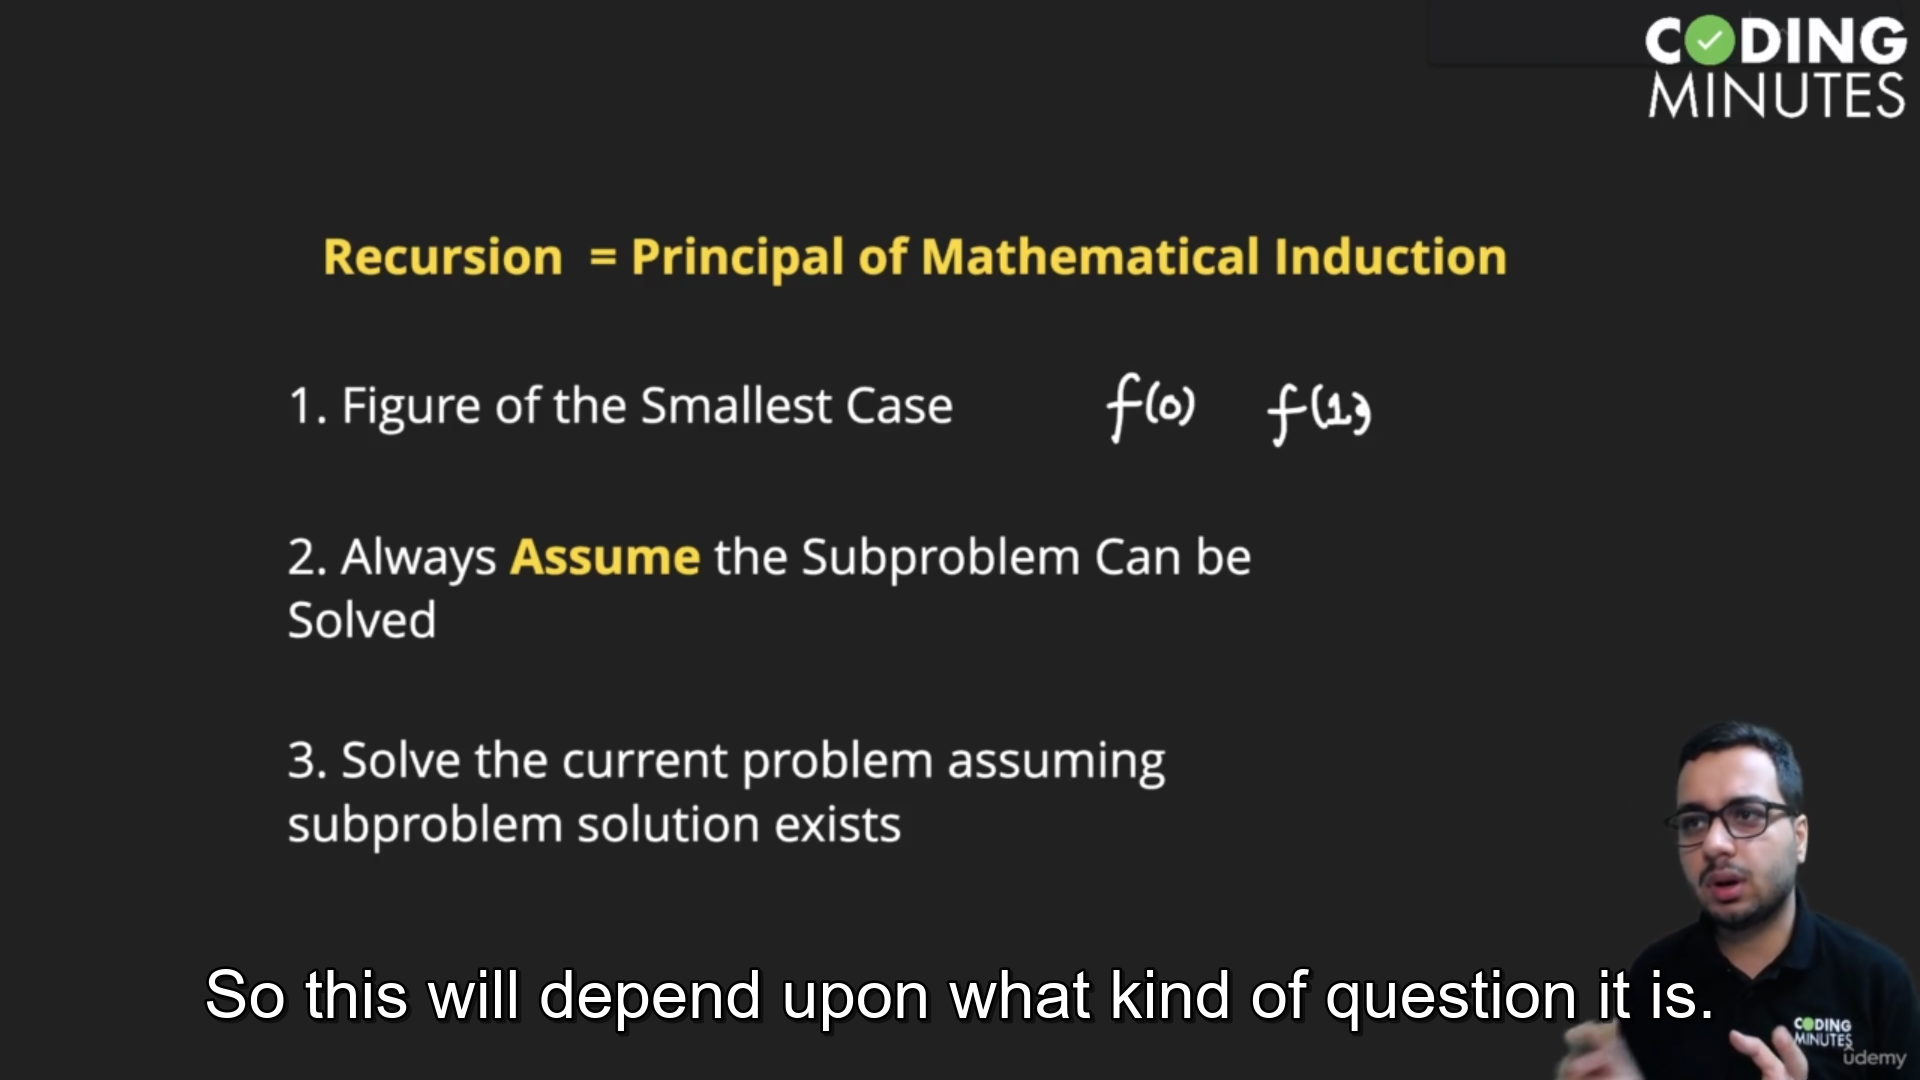 CODING
MINUTES
Recursion = Principal of Mathematical Induction
1. Figure of the Smallest Case f(0) f(1)
2. Always Assume the Subproblem Can be
Solved
3. Solve the current problem assuming
subproblem solution exists
So this will depend upon what kind of question it is.
CODING
MINUTES
udemy